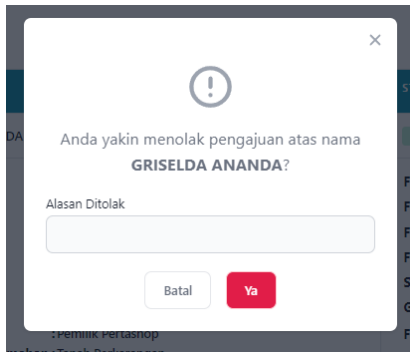 Anda yakin menolak pengajuan atas nama
GRISELDA ANANDA?
Alasan Ditolak
Batal
Ya
: Pemilik Pertashop